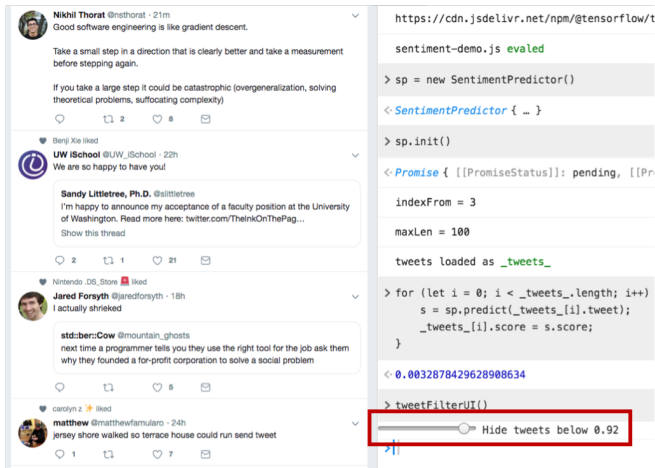 Nikhil Thorat @nsthorat · 21m
Good software engineering is like gradient descent.
Take a small step in a direction that is clearly better and take a measurement
before stepping again.
If you take a large step it could be catastrophic (overgeneralization, solving
theoretical problems, suffocating complexity)
2 8
Benji Xie liked
UW iSchool @UW_iSchool · 22h
We are so happy to have you!
Sandy Littletree, Ph.D. @slittletree
I'm happy to announce my acceptance of a faculty position at the University
of Washington. Read more here: twitter.com/TheInkOnThePag…
Show this thread
2 1 21
Nintendo .DS_Store 🚨 liked
Jared Forsyth @jaredforsyth · 18h
I actually shrieked
std::ber::Cow @mountain_ghosts
next time a programmer tells you they use the right tool for the job ask them
why they founded a for-profit corporation to solve a social problem
5
carolyn z ✨ liked
matthew @matthewfamularo · 24h
jersey shore walked so terrace house could run send tweet
1 7
https://cdn.jsdelivr.net/npm/@tensorflow/t
sentiment-demo.js evaled
> sp = new SentimentPredictor()
SentimentPredictor { … }
> sp.init()
Promise { [[PromiseStatus]]: pending, [[Pr
indexFrom = 3
maxLen = 100
tweets loaded as _tweets_
> for (let i = 0; i < _tweets_.length; i++)
s = sp.predict(_tweets_[i].tweet);
_tweets_[i].score = s.score;
}
0.0032878429628908634
> tweetFilterUI()
Hide tweets below 0.92
>